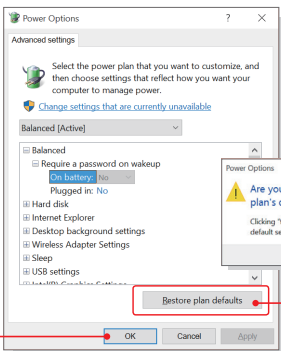 Power Options
Advanced settings
Select the power plan that you want to customize, and
then choose settings that reflect how you want your
computer to manage power.
Change settings that are currently unavailable
Balanced [Active]
Balanced
Require a password on wakeup
On battery: No
Plugged in: No
Hard disk
Internet Explorer
Desktop background settings
Wireless Adapter Settings
Sleep
USB settings
Power Options
Are you
plan's
Clicking
default
Restore plan defaults
OK Cancel Apply